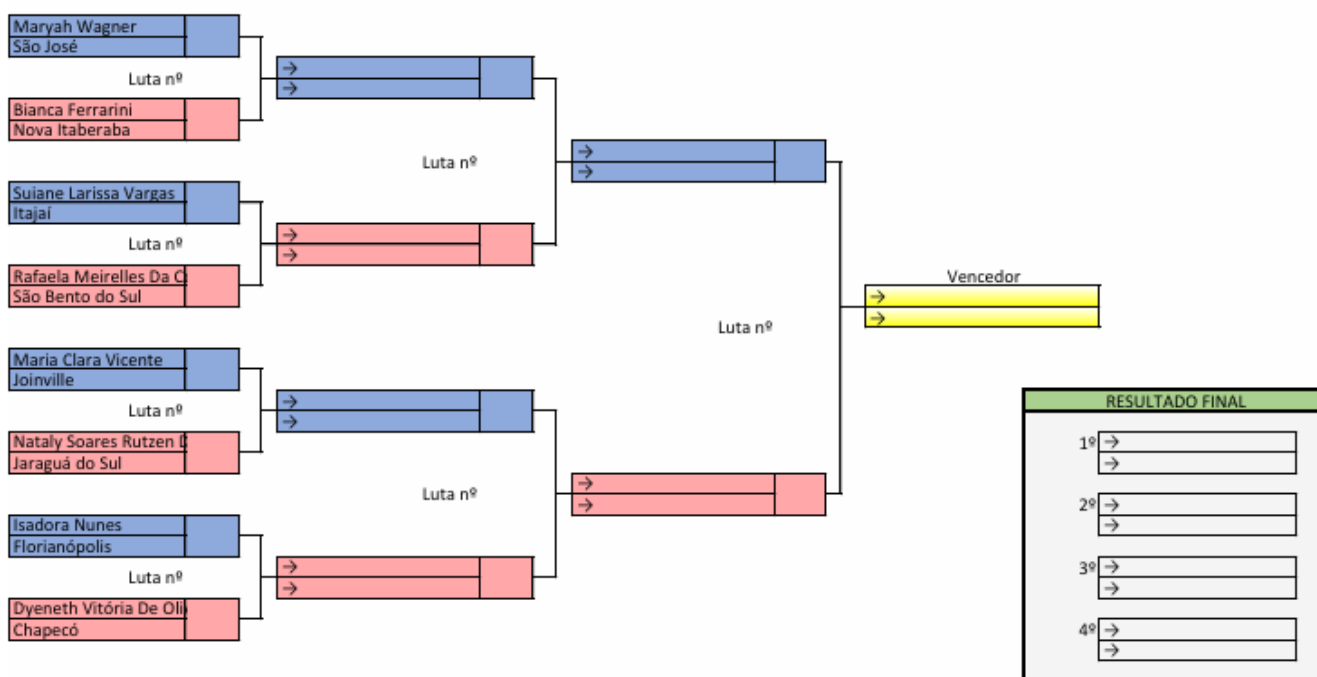 Maryah Wagner
São José
Luta nº
Bianca Ferrarini
Nova Itaberaba
→
→
Luta nº
Suiane Larissa Vargas
Itajaí
Luta nº
Rafaela Meirelles Da
São Bento do Sul
→
→
→
→
Luta nº
Vencedor
→
→
Maria Clara Vicente
Joinville
Luta nº
Nataly Soares Rutzen
Jaraguá do Sul
→
→
Luta nº
Isadora Nunes
Florianópolis
Luta nº
Dyeneth Vitória De
Chapecó
→
→
→
→
RESULTADO FINAL
1º →
→
2º →
→
3º →
→
4º →
→